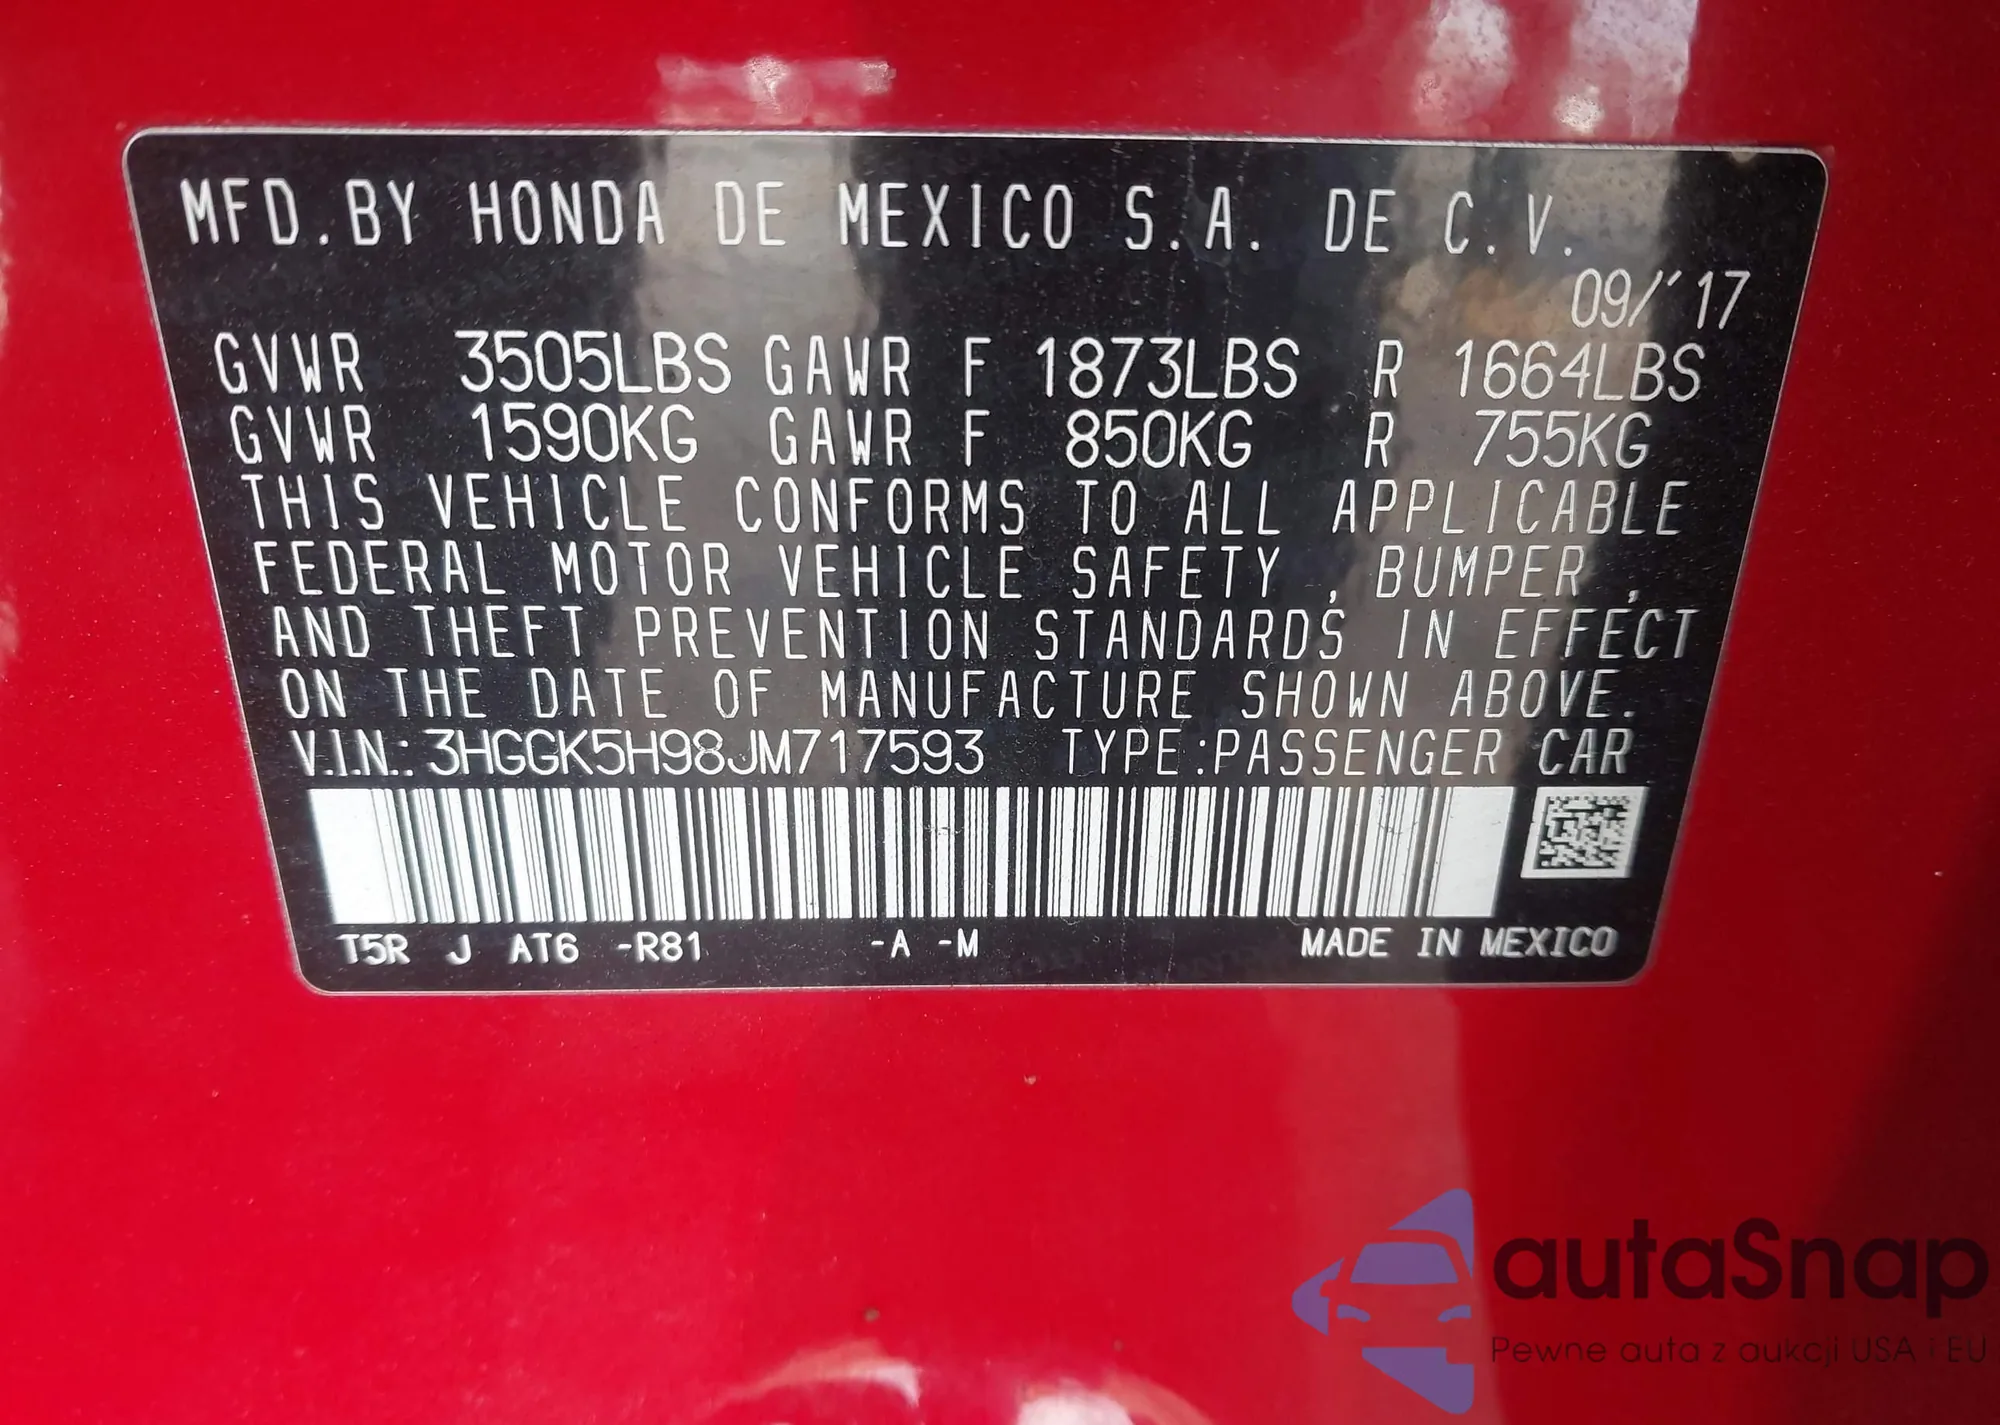 MFD.BY HONDA DE MEXICO S.A. DE C.V.
09/'17
GVWR 3505LBS GAWR F 1873LBS R 1664LBS
GVWR 1590KG GAWR F 850KG R 755KG
THIS VEHICLE CONFORMS TO ALL APPLICABLE
FEDERAL MOTOR VEHICLE SAFETY , BUMPER ,
AND THEFT PREVENTION STANDARDS IN EFFECT
ON THE DATE OF MANUFACTURE SHOWN ABOVE.
V.I.N.: 3HGGK5H98JM717593 TYPE:PASSENGER CAR
T5R J AT6 -R81 -A -M MADE IN MEXICO
autaSnap
Pewne auta z aukcji USA i EU